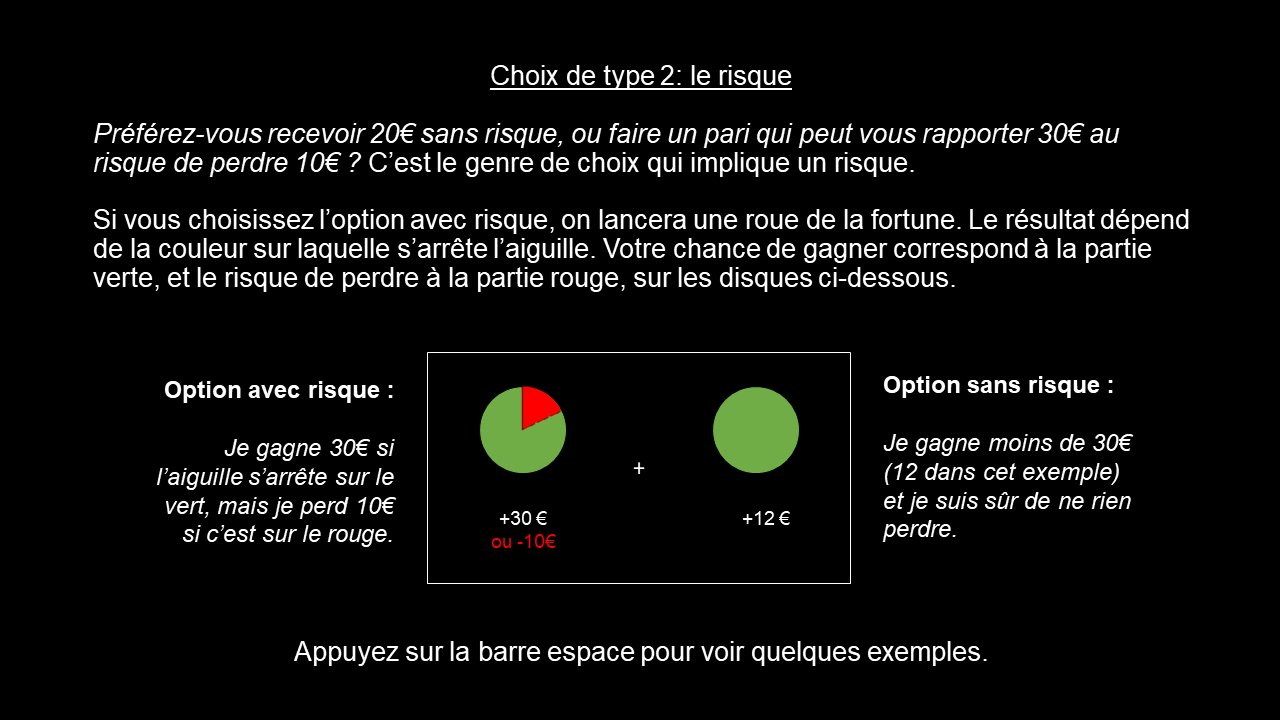 Choix de type 2: le risque
Préférez-vous recevoir 20€ sans risque, ou faire un pari qui peut vous rapporter 30€ au
risque de perdre 10€ ? C’est le genre de choix qui implique un risque.
Si vous choisissez l’option avec risque, on lancera une roue de la fortune. Le résultat dépend
de la couleur sur laquelle s’arrête l’aiguille. Votre chance de gagner correspond à la partie
verte, et le risque de perdre à la partie rouge, sur les disques ci-dessous.
Option avec risque :
Je gagne 30€ si
l’aiguille s’arrête sur le
vert, mais je perd 10€
si c’est sur le rouge.
+30 €
ou -10€
+
+12 €
Option sans risque :
Je gagne moins de 30€
(12 dans cet exemple)
et je suis sûr de ne rien
perdre.
Appuyez sur la barre espace pour voir quelques exemples.